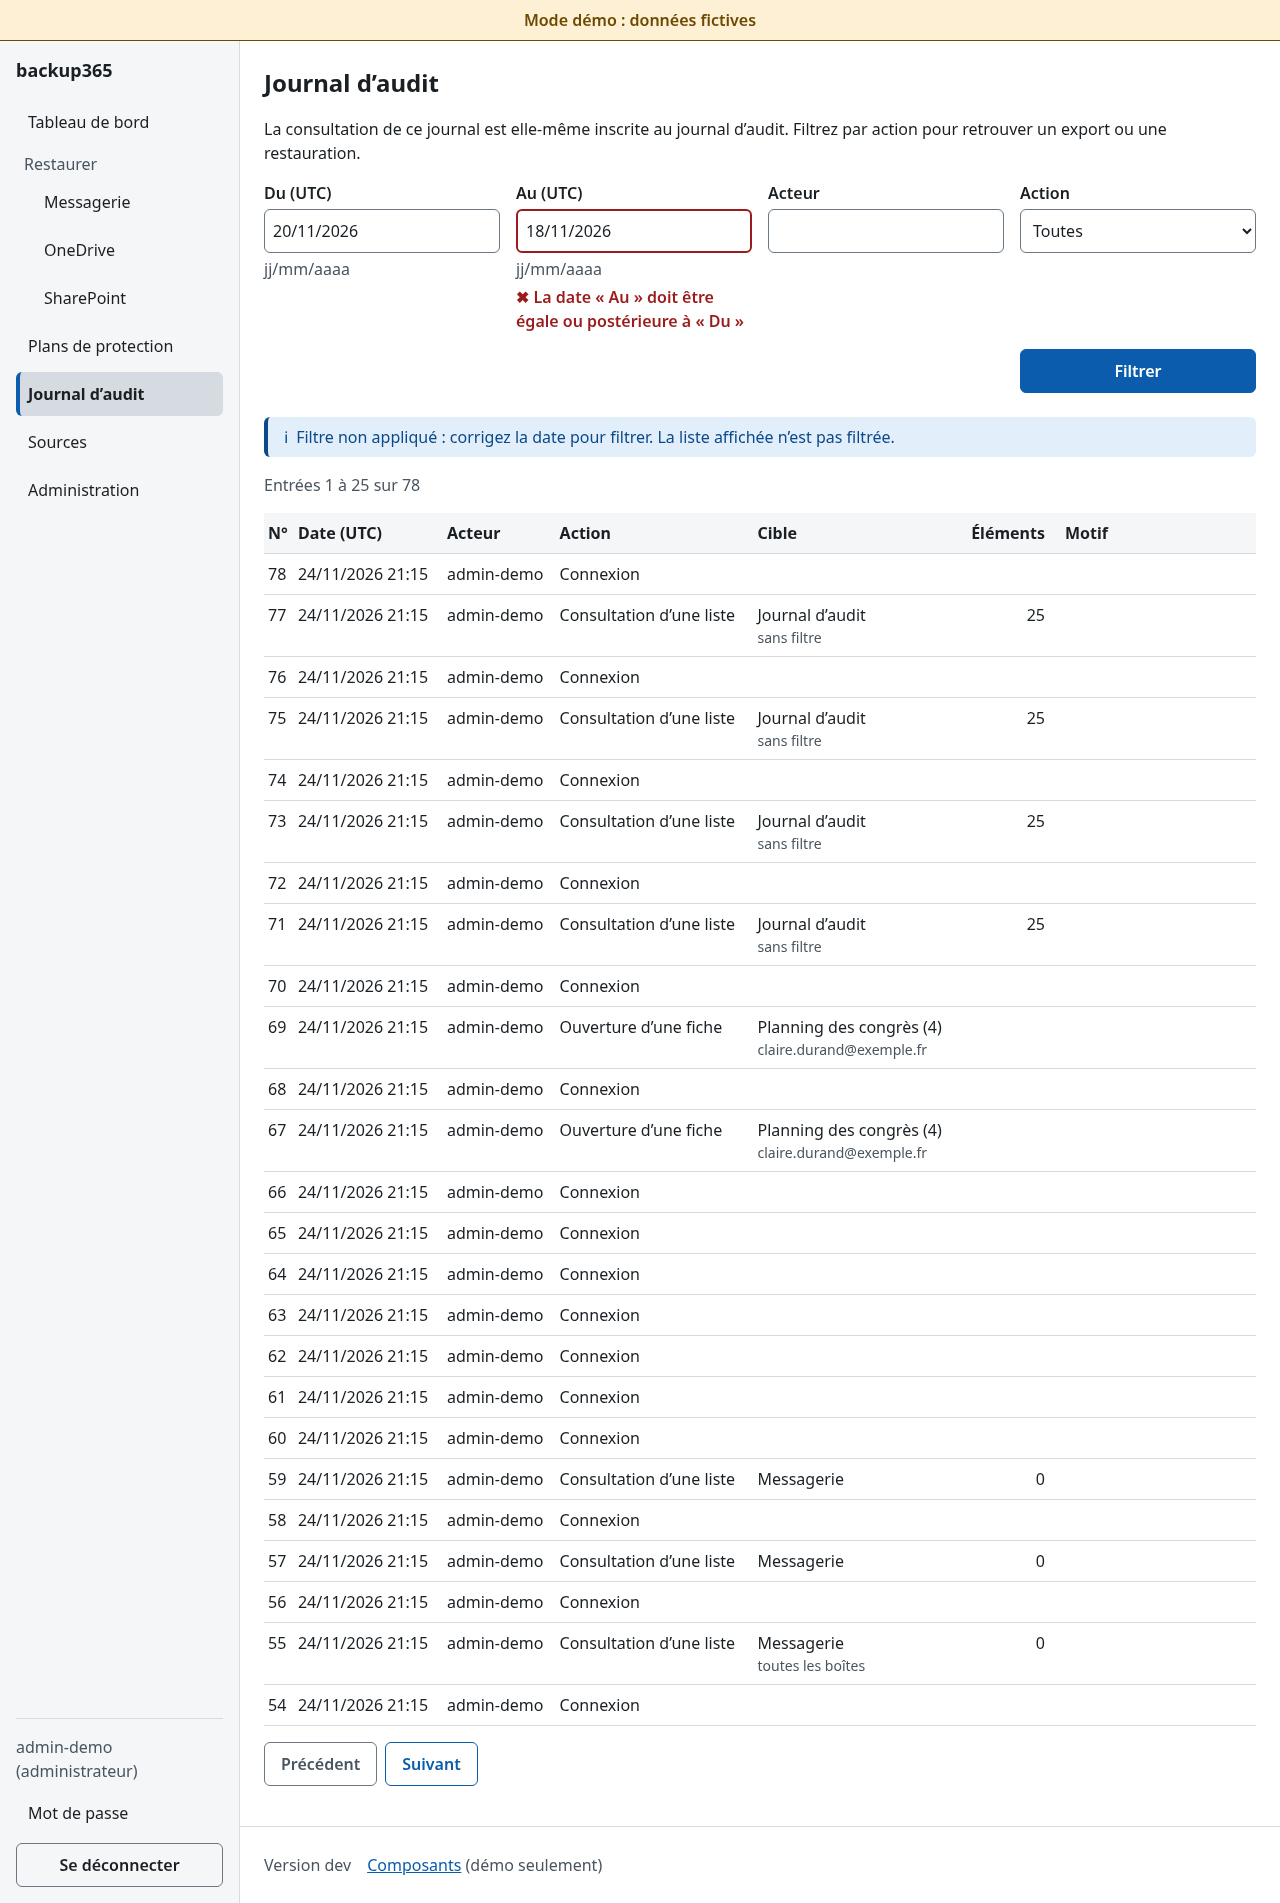 Mode démo : données fictives
backup365
Tableau de bord
Restaurer
Messagerie
OneDrive
SharePoint
Plans de protection
Journal d’audit
Sources
Administration
admin-demo
(administrateur)
Mot de passe
Se déconnecter
Journal d’audit
La consultation de ce journal est elle-même inscrite au journal d’audit. Filtrez par action pour retrouver un export ou une
restauration.
Du (UTC) Au (UTC) Acteur Action
20/11/2026 18/11/2026 Toutes
jj/mm/aaaa jj/mm/aaaa
✖ La date « Au » doit être
égale ou postérieure à « Du »
Filtrer
i Filtre non appliqué : corrigez la date pour filtrer. La liste affichée n’est pas filtrée.
Entrées 1 à 25 sur 78
N° Date (UTC) Acteur Action Cible Éléments Motif
78 24/11/2026 21:15 admin-demo Connexion
77 24/11/2026 21:15 admin-demo Consultation d’une liste Journal d’audit 25
sans filtre
76 24/11/2026 21:15 admin-demo Connexion
75 24/11/2026 21:15 admin-demo Consultation d’une liste Journal d’audit 25
sans filtre
74 24/11/2026 21:15 admin-demo Connexion
73 24/11/2026 21:15 admin-demo Consultation d’une liste Journal d’audit 25
sans filtre
72 24/11/2026 21:15 admin-demo Connexion
71 24/11/2026 21:15 admin-demo Consultation d’une liste Journal d’audit 25
sans filtre
70 24/11/2026 21:15 admin-demo Connexion
69 24/11/2026 21:15 admin-demo Ouverture d’une fiche Planning des congrès (4)
claire.durand@exemple.fr
68 24/11/2026 21:15 admin-demo Connexion
67 24/11/2026 21:15 admin-demo Ouverture d’une fiche Planning des congrès (4)
claire.durand@exemple.fr
66 24/11/2026 21:15 admin-demo Connexion
65 24/11/2026 21:15 admin-demo Connexion
64 24/11/2026 21:15 admin-demo Connexion
63 24/11/2026 21:15 admin-demo Connexion
62 24/11/2026 21:15 admin-demo Connexion
61 24/11/2026 21:15 admin-demo Connexion
60 24/11/2026 21:15 admin-demo Connexion
59 24/11/2026 21:15 admin-demo Consultation d’une liste Messagerie 0
58 24/11/2026 21:15 admin-demo Connexion
57 24/11/2026 21:15 admin-demo Consultation d’une liste Messagerie 0
56 24/11/2026 21:15 admin-demo Connexion
55 24/11/2026 21:15 admin-demo Consultation d’une liste Messagerie 0
toutes les boîtes
54 24/11/2026 21:15 admin-demo Connexion
Précédent Suivant
Version dev Composants (démo seulement)